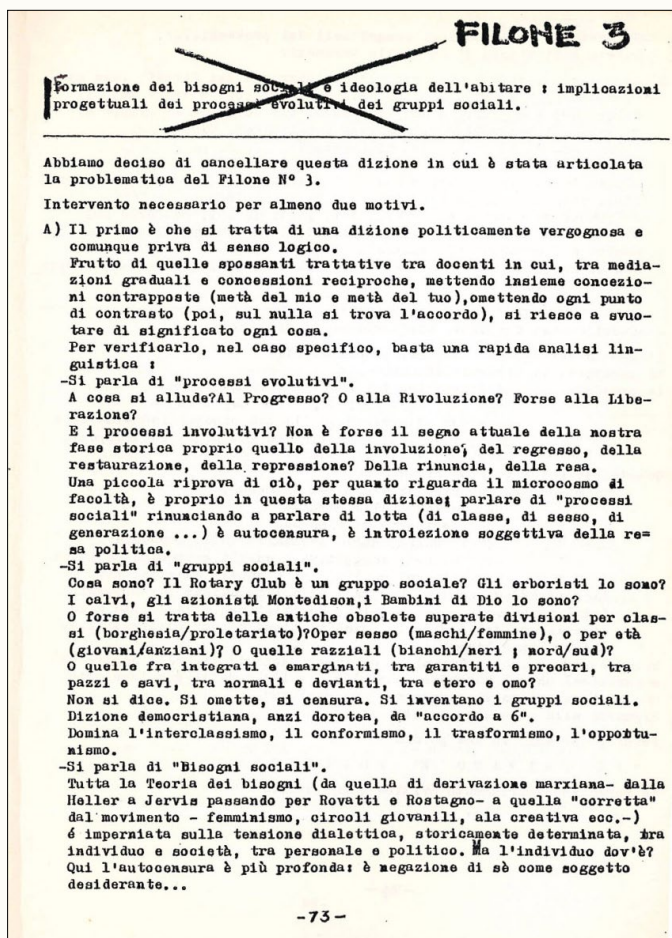 FILONE 3
Formazione dei bisogni sociali e ideologia dell'abitare : implicazioni
progettuali dei processi evolutivi dei gruppi sociali.
Abbiamo deciso di cancellare questa dizione in cui è stata articolata
la problematica del Filone Nº 3.
Intervento necessario per almeno due motivi.
A) Il primo è che si tratta di una dizione politicamente vergognosa e
comunque priva di senso logico.
Frutto di quelle spossanti trattative tra docenti in cui, tra media-
zioni graduali e concessioni reciproche, mettendo insieme concezio-
ni contrapposte (metà del mio e metà del tuo),omettendo ogni punto
di contrasto (poi, sul nulla si trova l'accordo), si riesce a svuo-
tare di significato ogni cosa.
Per verificarlo, nel caso specifico, basta una rapida analisi lin-
guistica :
-Si parla di "processi evolutivi".
A cosa si allude?Al Progresso? O alla Rivoluzione? Forse alla Libe-
razione?
E i processi involutivi? Non è forse il segno attuale della nostra
fase storica proprio quello della involuzione, del regresso, della
restaurazione, della repressione? Della rinuncia, della resa.
Una piccola riprova di ciò, per quanto riguarda il microcosmo di
facoltà, è proprio in questa stessa dizione; parlare di "processi
sociali" rinunciando a parlare di lotta (di classe, di sesso, di
generazione ...) è autocensura, è introiezione soggettiva della re=
sa politica.
-Si parla di "gruppi sociali".
Cosa sono? Il Rotary Club è un gruppo sociale? Gli erboristi lo sono?
I calvi, gli azionisti Montedison,i Bambini di Dio lo sono?
O forse si tratta delle antiche obsolete superate divisioni per clas-
si (borghesia/proletariato)?Oper sesso (maschi/femmine), o per età
(giovani/anziani)? O quelle razziali (bianchi/neri ; nord/sud)?
O quelle fra integrati e emarginati, tra garantiti e precari, tra
pazzi e savi, tra normali e devianti, tra etero e omo?
Non si dice. Si omette, si censura. Si inventano i gruppi sociali.
Dizione democristiana, anzi dorotea, da "accordo a 6".
Domina l'interclassismo, il conformismo, il trasformismo, l'opportu-
nismo.
-Si parla di "Bisogni sociali".
Tutta la Teoria dei bisogni (da quella di derivazione marxiana- dalla
Heller a Jervis passando per Rovatti e Rostagno- a quella "corretta"
dal movimento - femminismo, circoli giovanili, ala creativa ecc.-)
é imperniata sulla tensione dialettica, storicamente determinata, tra
individuo e società, tra personale e politico. Ma l'individuo dov'è?
Qui l'autocensura è più profonda: è negazione di sè come soggetto
desiderante...
-73-